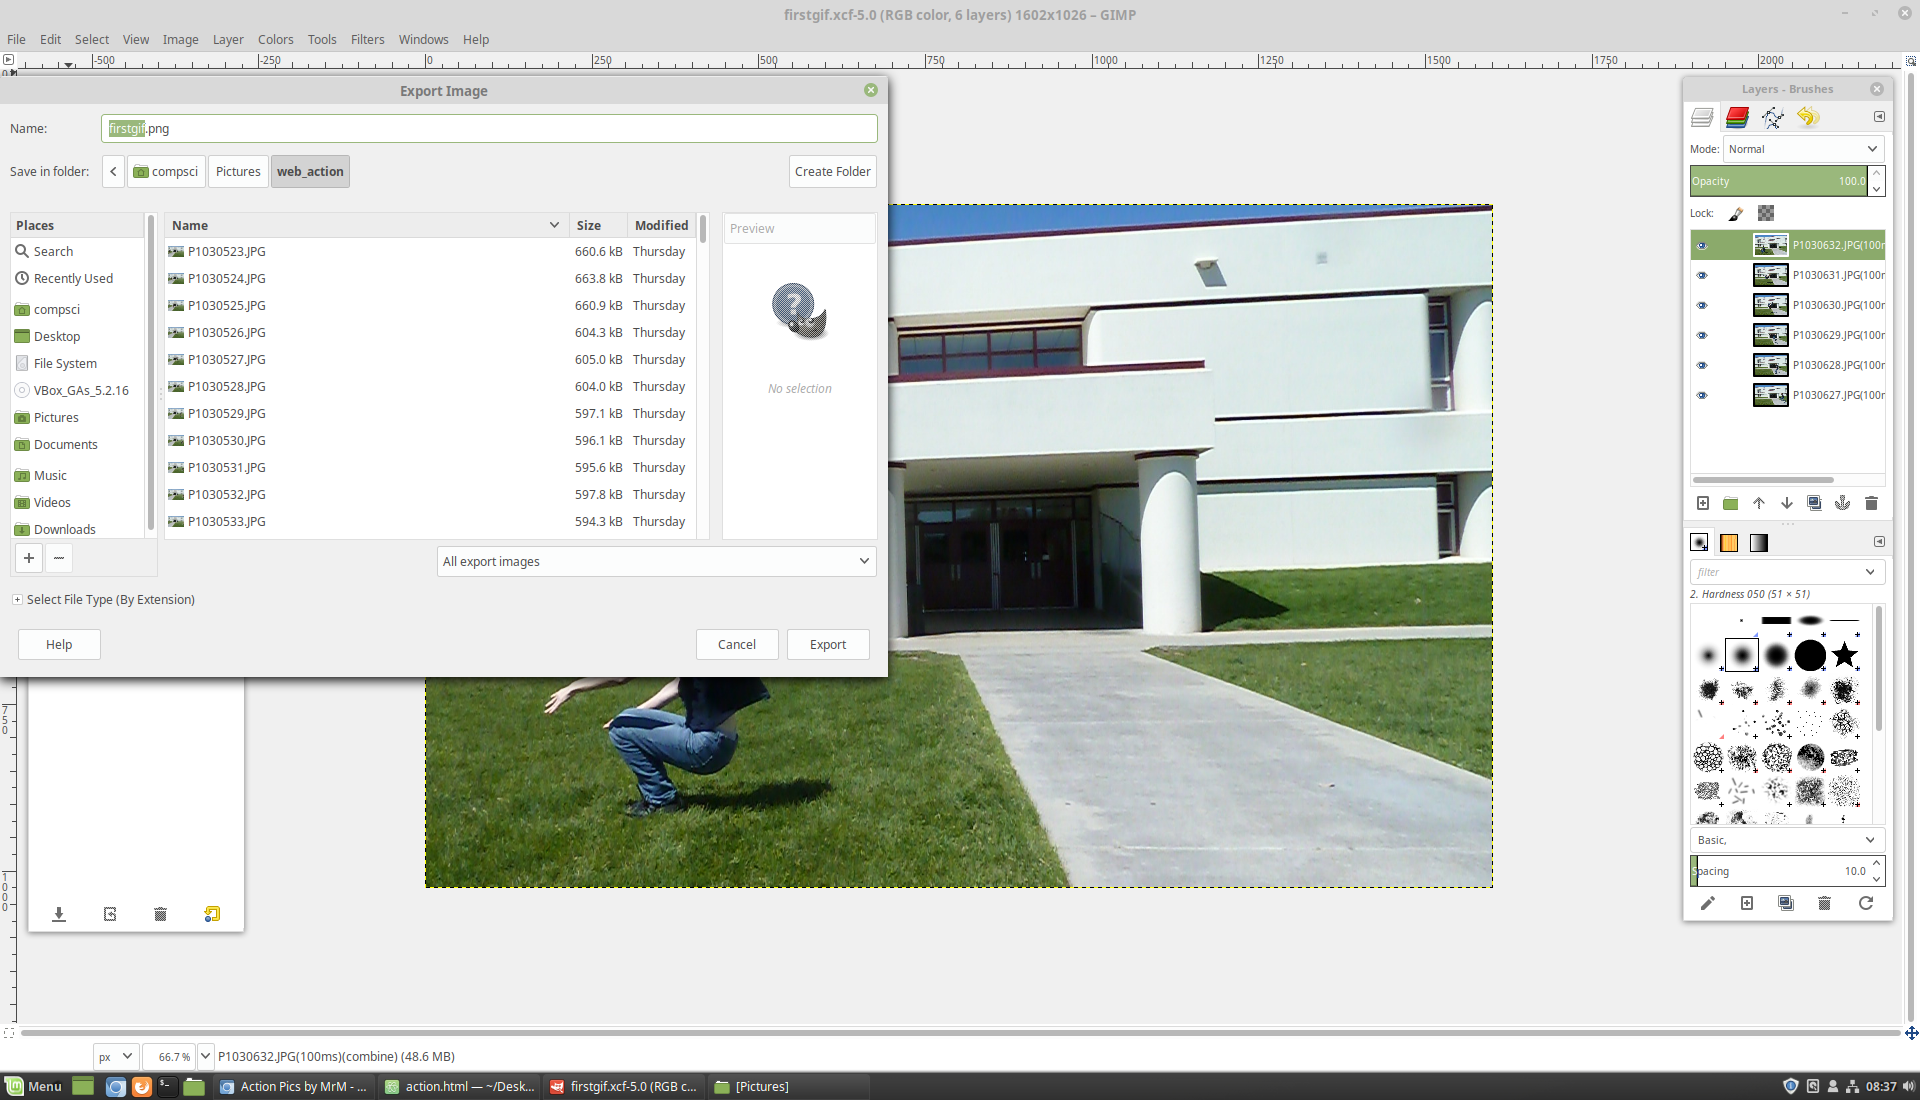 firstgif.xcf-5.0 (RGB color, 6 layers) 1602x1026 – GIMP
File Edit Select View Image Layer Colors Tools Filters Windows Help
-500 -250 0 250 500 750 1000 1250 1500 1750 2000
Export Image
Name: firstgif.png
Save in folder: compsci Pictures web_action Create Folder
Places
Search
Recently Used
compsci
Desktop
File System
VBox_GAs_5.2.16
Pictures
Documents
Music
Videos
Downloads
Name Size Modified
P1030523.JPG 660.6 kB Thursday
P1030524.JPG 663.8 kB Thursday
P1030525.JPG 660.9 kB Thursday
P1030526.JPG 604.3 kB Thursday
P1030527.JPG 605.0 kB Thursday
P1030528.JPG 604.0 kB Thursday
P1030529.JPG 597.1 kB Thursday
P1030530.JPG 596.1 kB Thursday
P1030531.JPG 595.6 kB Thursday
P1030532.JPG 597.8 kB Thursday
P1030533.JPG 594.3 kB Thursday
Preview
No selection
All export images
Select File Type (By Extension)
Help Cancel Export
750
1000
Layers - Brushes
Mode: Normal
Opacity 100.0
Lock:
P1030632.JPG(100m
P1030631.JPG(100m
P1030630.JPG(100m
P1030629.JPG(100m
P1030628.JPG(100m
P1030627.JPG(100m
filter
2. Hardness 050 (51 × 51)
Basic,
Spacing 10.0
px 66.7 % P1030632.JPG(100ms)(combine) (48.6 MB)
Menu Action Pics by MrM - ... action.html — ~/Desk... firstgif.xcf-5.0 (RGB c... [Pictures] 08:37